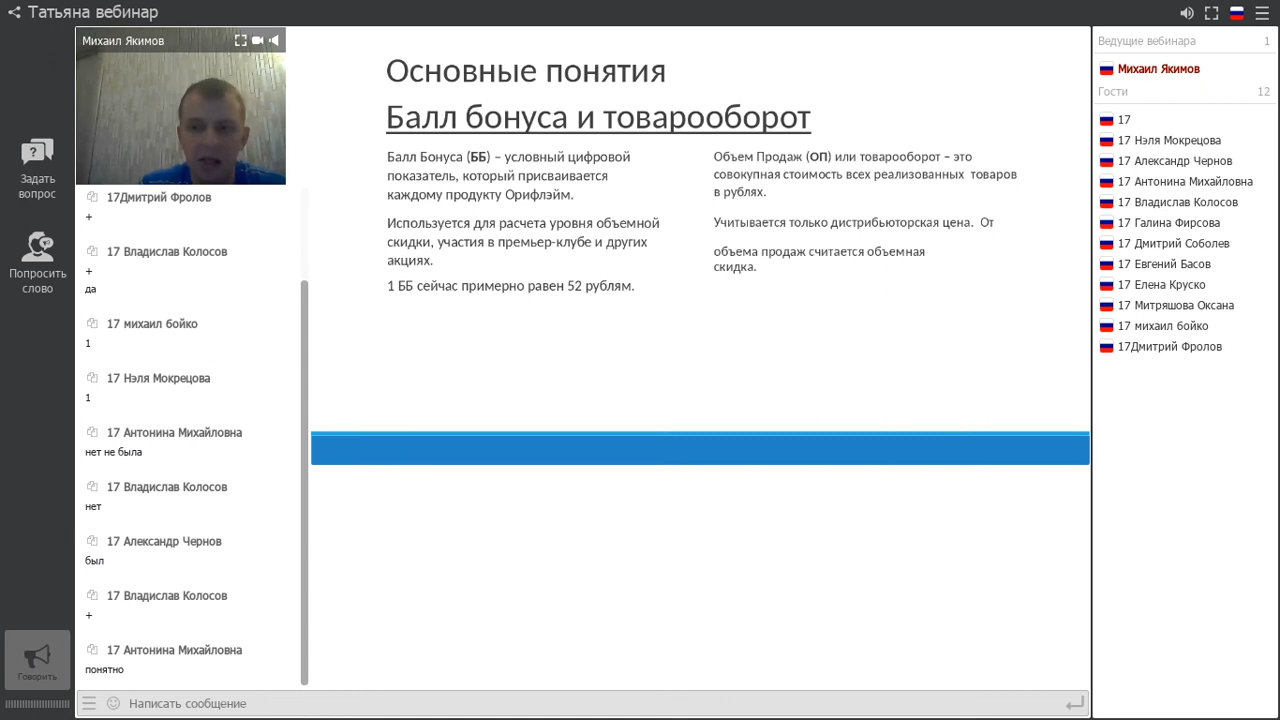 Татьяна вебинар
Михаил Якимов
Задать
вопрос
Попросить
слово
Говорить
17Дмитрий Фролов
+
17 Владислав Колосов
+
да
17 михаил бойко
1
17 Нэля Мокрецова
1
17 Антонина Михайловна
нет не была
17 Владислав Колосов
нет
17 Александр Чернов
был
17 Владислав Колосов
+
17 Антонина Михайловна
понятно
Написать сообщение
Основные понятия
Балл бонуса и товарооборот
Балл Бонуса (ББ) – условный цифровой
показатель, который присваивается
каждому продукту Орифлэйм.
Используется для расчета уровня объемной
скидки, участия в премьер-клубе и других
акциях.
1 ББ сейчас примерно равен 52 рублям.
Объем Продаж (ОП) или товарооборот – это
совокупная стоимость всех реализованных товаров
в рублях.
Учитывается только дистрибьюторская цена. От
объема продаж считается объемная
скидка.
Ведущие вебинара 1
Михаил Якимов
Гости 12
17
17 Нэля Мокрецова
17 Александр Чернов
17 Антонина Михайловна
17 Владислав Колосов
17 Галина Фирсова
17 Дмитрий Соболев
17 Евгений Басов
17 Елена Круско
17 Митряшова Оксана
17 михаил бойко
17Дмитрий Фролов